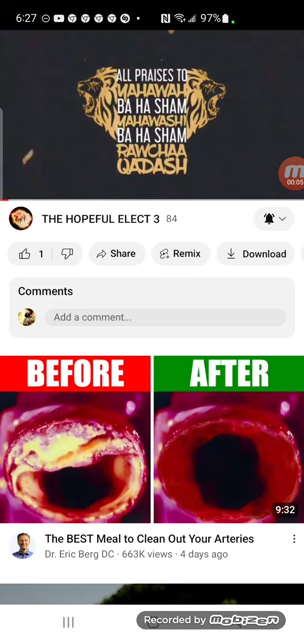 6:27
97%
ALL PRAISES TO
MAHAWAH
BA HA SHAM
MAHAWASHI
BA HA SHAM
RAWCHAA
QADASH
00:05
THE HOPEFUL ELECT 3 84
1 Share Remix Download
Comments
Add a comment...
BEFORE AFTER
9:32
The BEST Meal to Clean Out Your Arteries
Dr. Eric Berg DC · 663K views · 4 days ago
Recorded by MOBIZEN